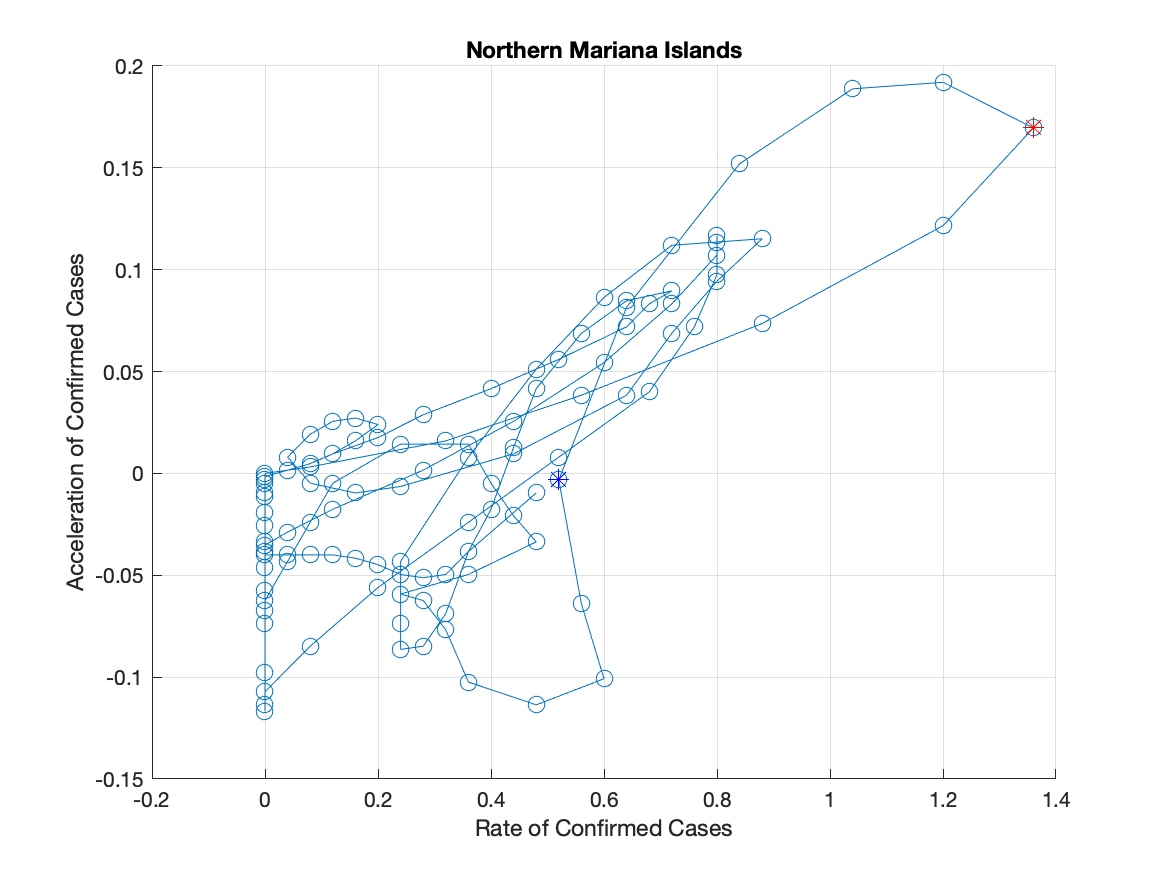 Northern Mariana Islands
0.2
0.15
0.1
0.05
0
-0.05
-0.1
-0.15
Acceleration of Confirmed Cases
-0.2 0 0.2 0.4 0.6 0.8 1 1.2 1.4
Rate of Confirmed Cases